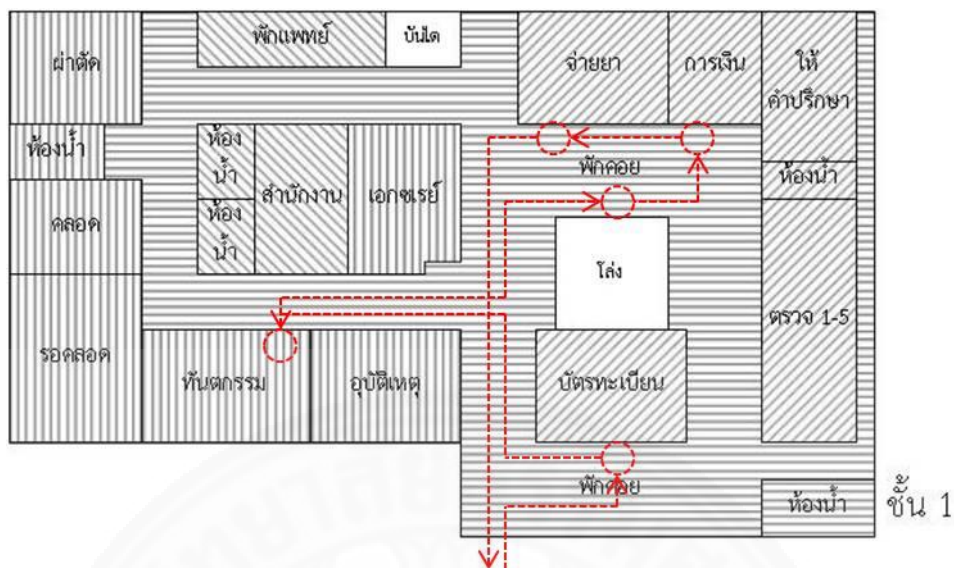 ผ่าตัด
พักแพทย์
บันได
จ่ายยา
การเงิน
ให้
คำปรึกษา
ห้องน้ำ
ห้อง
น้ำ
สำนักงาน
เอกซเรย์
พักคอย
ห้องน้ำ
คลอด
ห้อง
น้ำ
โล่ง
ตรวจ 1-5
รอคลอด
ทันตกรรม
อุบัติเหตุ
บัตรทะเบียน
พักคอย
ห้องน้ำ
ชั้น 1